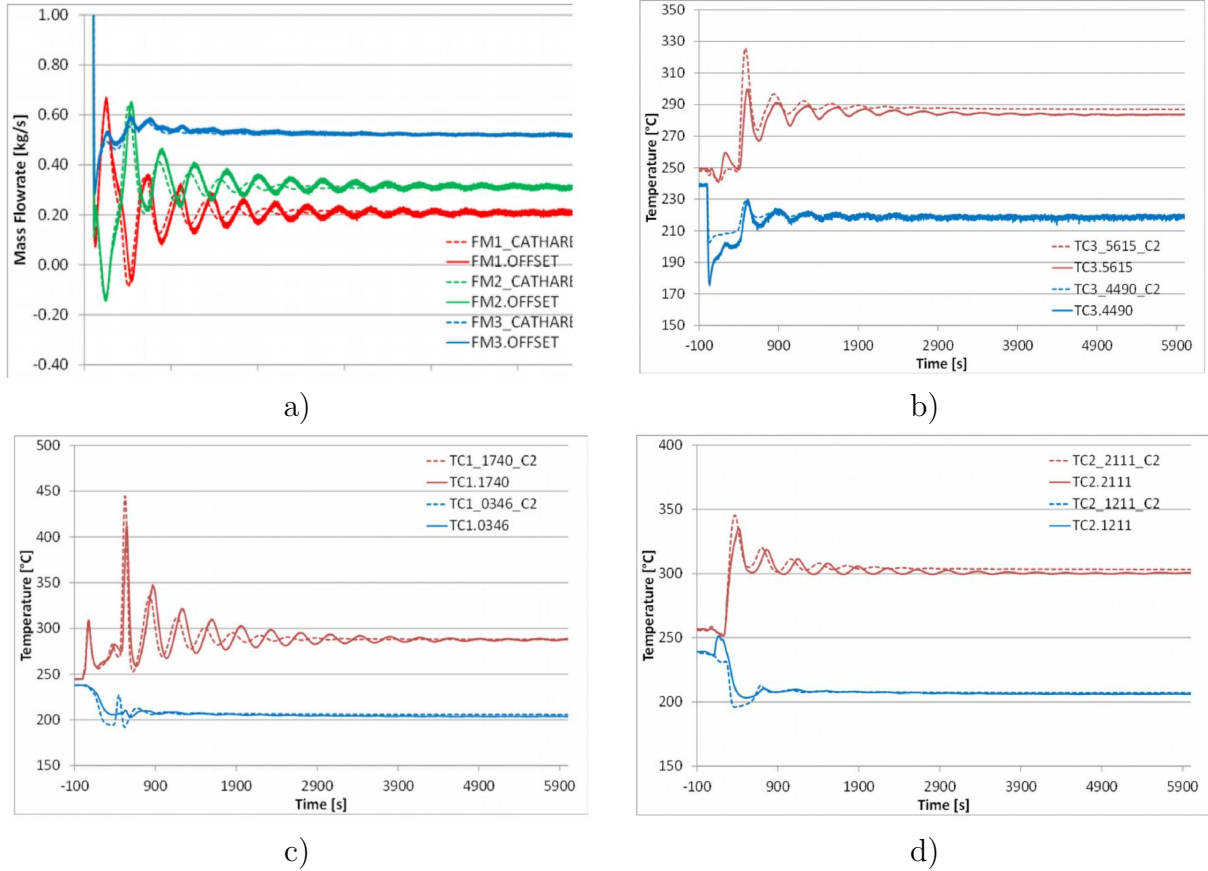 1.00
0.80
0.60
0.40
0.20
0.00
-0.20
-0.40
Mass Flowrate [kg/s]
FM1_CATHARE
FM1.OFFSET
FM2_CATHARE
FM2.OFFSET
FM3_CATHARE
FM3.OFFSET
a)
350
330
310
290
270
250
230
210
190
170
150
Temperature [°C]
TC3_5615_C2
TC3.5615
TC3_4490_C2
TC3.4490
-100 900 1900 2900 3900 4900 5900
Time [s]
b)
500
450
400
350
300
250
200
150
Temperature [°C]
TC1_1740_C2
TC1.1740
TC1_0346_C2
TC1.0346
-100 900 1900 2900 3900 4900 5900
Time [s]
c)
400
350
300
250
200
150
Temperature [°C]
TC2_2111_C2
TC2.2111
TC2_1211_C2
TC2.1211
-100 900 1900 2900 3900 4900 5900
Time [s]
d)